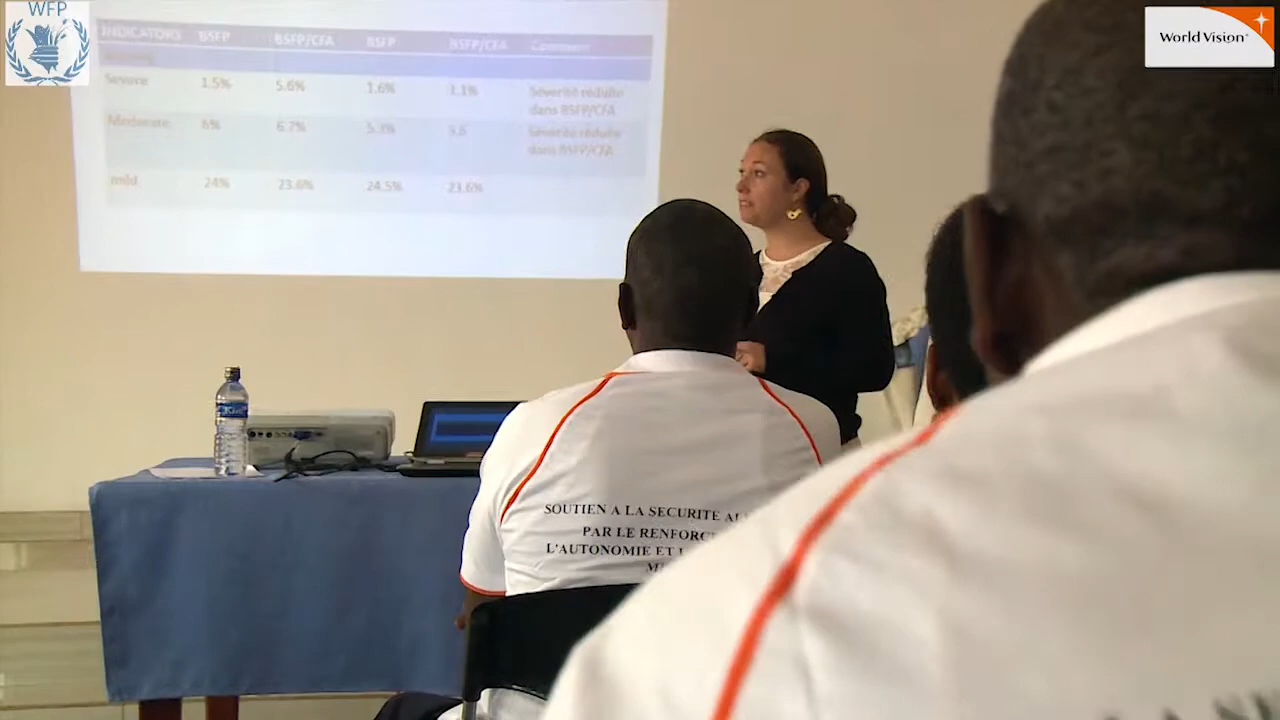 WFP
World Vision
INDICATORS BSFP BSFP/CFA BSFP BSFP/CFA Comment
Severe 1.5% 5.6% 1.6% 1.1% Sévérité réduite
dans BSFP/CFA
Moderate 6% 6.7% 5.3% Sévérité réduite
dans BSFP/CFA
mild 24% 23.6% 24.5% 23.6%
SOUTIEN A LA SECURITE
PAR LE
L'AUTONOMIE ET